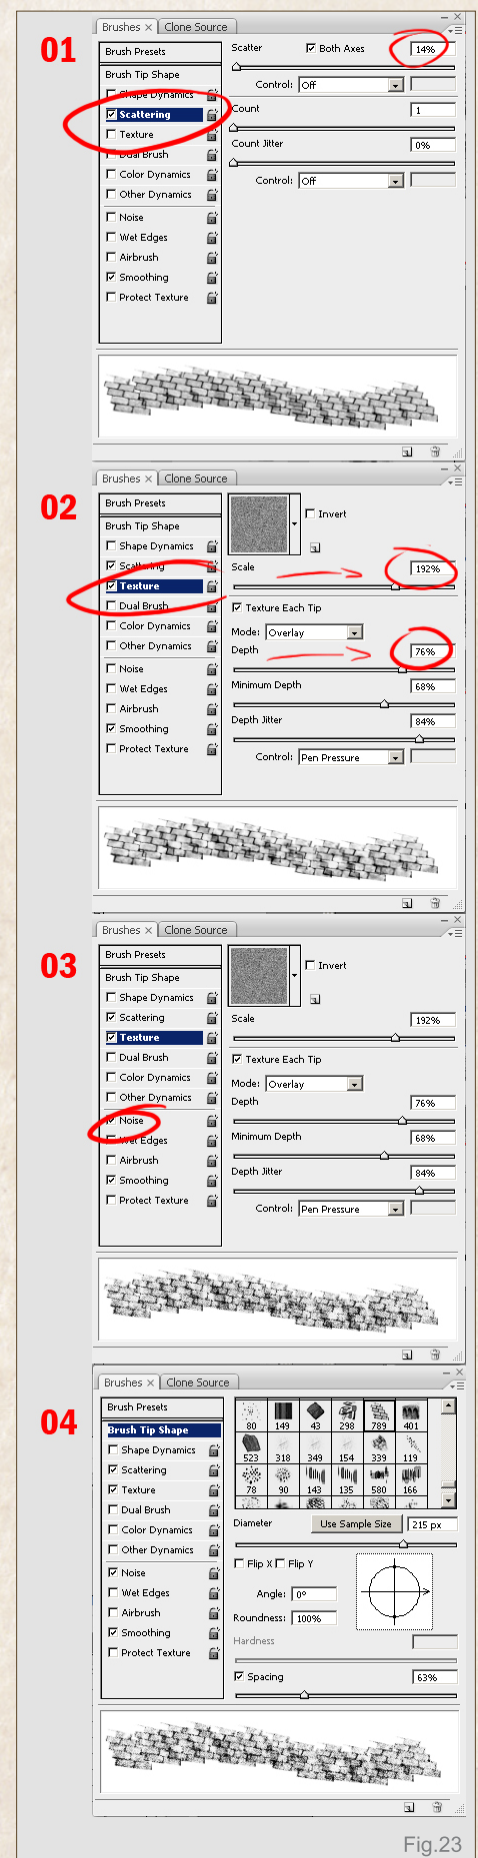 01
Brushes × Clone Source
Brush Presets
Brush Tip Shape
Shape Dynamics
Scattering
Texture
Dual Brush
Color Dynamics
Other Dynamics
Noise
Wet Edges
Airbrush
Smoothing
Protect Texture
Scatter Both Axes 14%
Control: Off
Count 1
Count Jitter 0%
Control: Off
02
Brushes × Clone Source
Brush Presets
Brush Tip Shape
Shape Dynamics
Scattering
Texture
Dual Brush
Color Dynamics
Other Dynamics
Noise
Wet Edges
Airbrush
Smoothing
Protect Texture
Invert
Scale 192%
Texture Each Tip
Mode: Overlay
Depth 76%
Minimum Depth 68%
Depth Jitter 84%
Control: Pen Pressure
03
Brushes × Clone Source
Brush Presets
Brush Tip Shape
Shape Dynamics
Scattering
Texture
Dual Brush
Color Dynamics
Other Dynamics
Noise
Wet Edges
Airbrush
Smoothing
Protect Texture
Invert
Scale 192%
Texture Each Tip
Mode: Overlay
Depth 76%
Minimum Depth 68%
Depth Jitter 84%
Control: Pen Pressure
04
Brushes × Clone Source
Brush Presets
Brush Tip Shape
Shape Dynamics
Scattering
Texture
Dual Brush
Color Dynamics
Other Dynamics
Noise
Wet Edges
Airbrush
Smoothing
Protect Texture
80 149 43 298 789 401
523 318 349 154 339 119
78 90 143 135 580 166
Diameter Use Sample Size 215 px
Flip X Flip Y
Angle: 0º
Roundness: 100%
Hardness
Spacing 63%
Fig.23